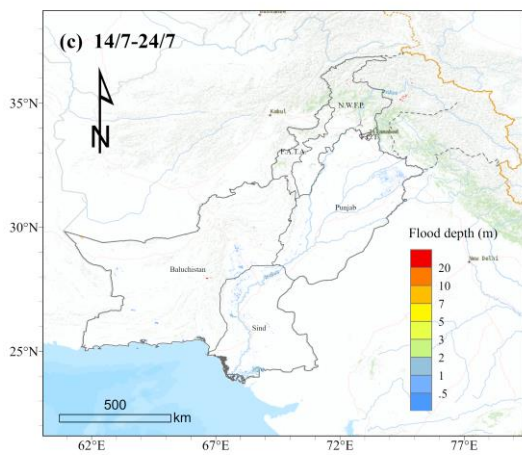 (c) 14/7-24/7
35°N
30°N
25°N
N
N.W.F.P.
Kabul
F.A.T.A.
Punjab
Baluchistan
Sind
New Delhi
Flood depth (m)
20
10
7
5
3
2
1
.5
500
km
62°E
67°E
72°E
77°E